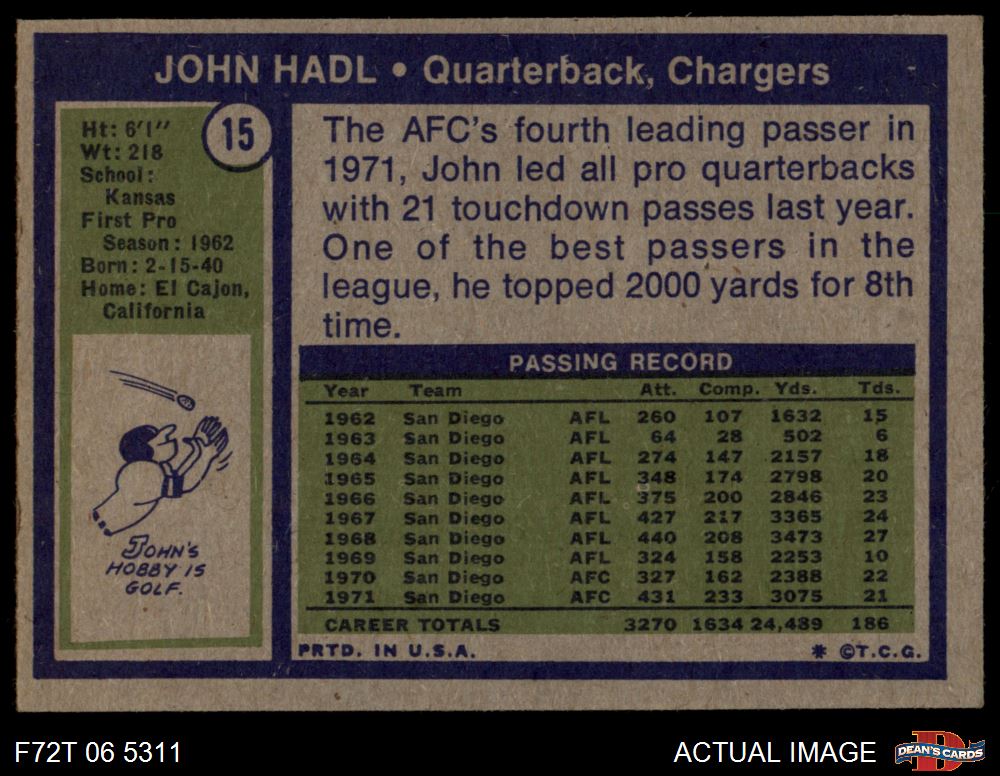 JOHN HADL • Quarterback, Chargers
15
Ht: 6'1"
Wt: 218
School:
Kansas
First Pro
Season: 1962
Born: 2-15-40
Home: El Cajon,
California
JOHN'S
HOBBY IS
GOLF.
The AFC's fourth leading passer in
1971, John led all pro quarterbacks
with 21 touchdown passes last year.
One of the best passers in the
league, he topped 2000 yards for 8th
time.
PASSING RECORD
Year Team Att. Comp. Yds. Tds.
1962 San Diego AFL 260 107 1632 15
1963 San Diego AFL 64 28 502 6
1964 San Diego AFL 274 147 2157 18
1965 San Diego AFL 348 174 2798 20
1966 San Diego AFL 375 200 2846 23
1967 San Diego AFL 427 217 3365 24
1968 San Diego AFL 440 208 3473 27
1969 San Diego AFL 324 158 2253 10
1970 San Diego AFC 327 162 2388 22
1971 San Diego AFC 431 233 3075 21
CAREER TOTALS 3270 1634 24,489 186
PRTD. IN U.S.A. * ©T.C.G.
F72T 06 5311
ACTUAL IMAGE
D
DEAN'S CARDS